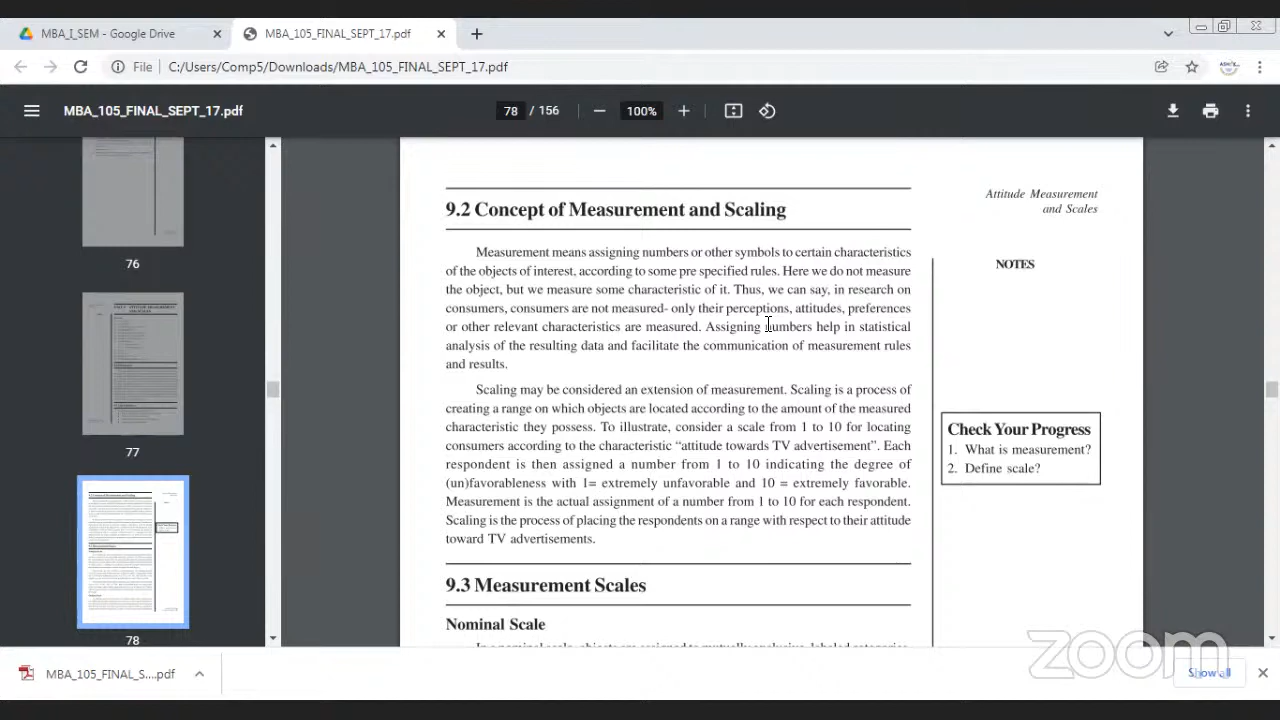 MBA_I_SEM - Google Drive
MBA_105_FINAL_SEPT_17.pdf
File
C:/Users/Comp5/Downloads/MBA_105_FINAL_SEPT_17.pdf
MBA_105_FINAL_SEPT_17.pdf
78 / 156
100%
76
77
78
Attitude Measurement
and Scales
9.2 Concept of Measurement and Scaling
Measurement means assigning numbers or other symbols to certain characteristics
of the objects of interest, according to some pre specified rules. Here we do not measure
the object, but we measure some characteristic of it. Thus, we can say, in research on
consumers, consumers are not measured- only their perceptions, attitudes, preferences
or other relevant characteristics are measured. Assigning numbers help in statistical
analysis of the resulting data and facilitate the communication of measurement rules
and results.
Scaling may be considered an extension of measurement. Scaling is a process of
creating a range on which objects are located according to the amount of the measured
characteristic they possess. To illustrate, consider a scale from 1 to 10 for locating
consumers according to the characteristic “attitude towards TV advertisement”. Each
respondent is then assigned a number from 1 to 10 indicating the degree of
(un)favorableness with 1= extremely unfavorable and 10 = extremely favorable.
Measurement is the actual assignment of a number from 1 to 10 for each respondent.
Scaling is the process of placing the respondents on a range with respect to their attitude
toward TV advertisements.
9.3 Measurement Scales
Nominal Scale
NOTES
Check Your Progress
1. What is measurement?
2. Define scale?
zoom
MBA_105_FINAL_S....pdf
Show all